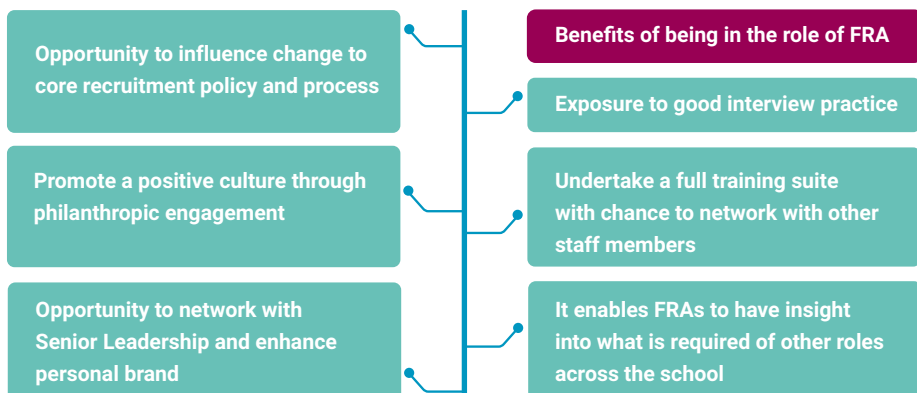 Benefits of being in the role of FRA
Opportunity to influence change to
core recruitment policy and process
Exposure to good interview practice
Promote a positive culture through
philanthropic engagement
Undertake a full training suite
with chance to network with other
staff members
Opportunity to network with
Senior Leadership and enhance
personal brand
It enables FRAs to have insight
into what is required of other roles
across the school